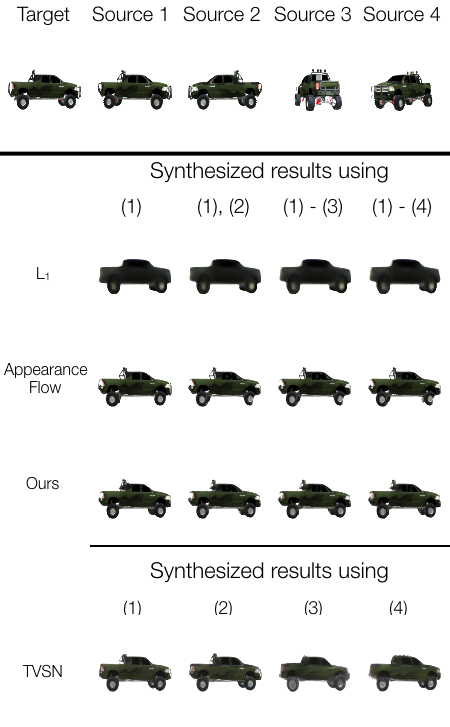 Target Source 1 Source 2 Source 3 Source 4
Synthesized results using
(1) (1), (2) (1) - (3) (1) - (4)
L₁
Appearance
Flow
Ours
Synthesized results using
(1) (2) (3) (4)
TVSN